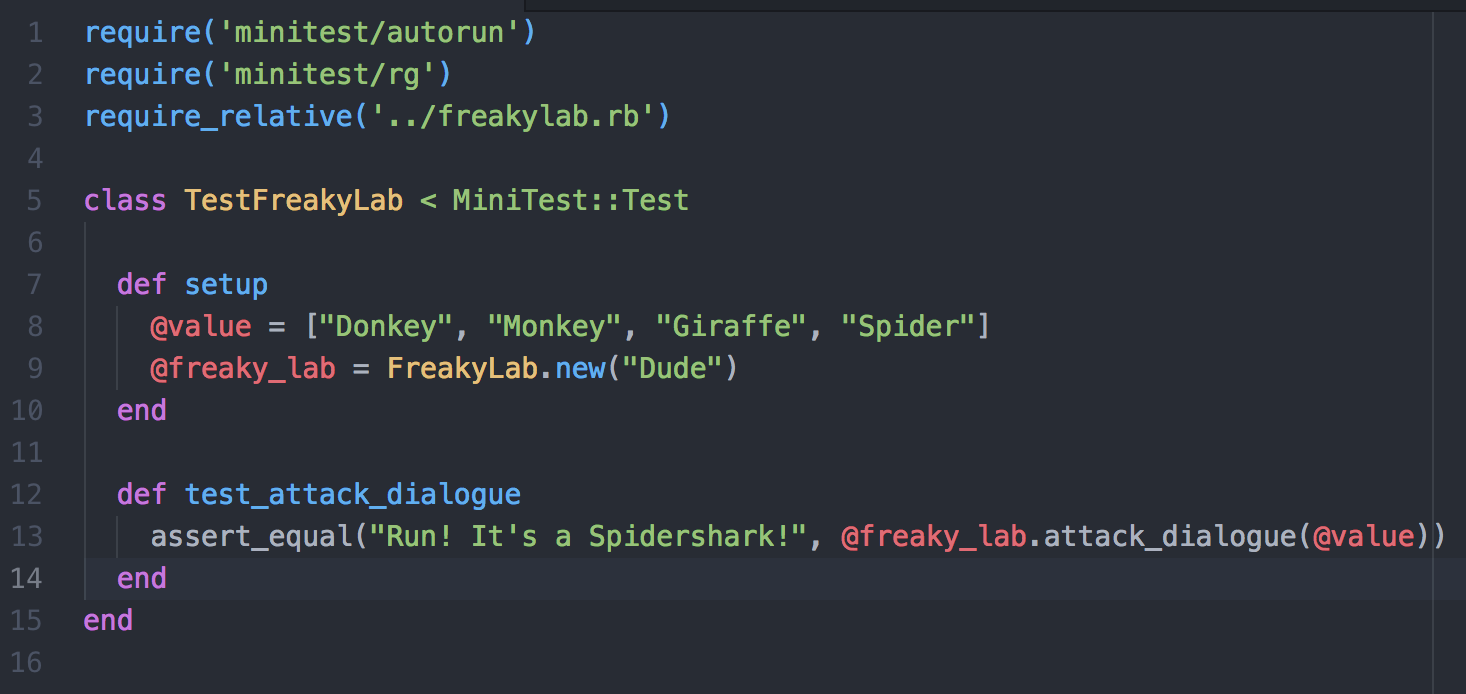 1 require('minitest/autorun')
2 require('minitest/rg')
3 require_relative('../freakylab.rb')
4
5 class TestFreakyLab < MiniTest::Test
6
7   def setup
8     @value = ["Donkey", "Monkey", "Giraffe", "Spider"]
9     @freaky_lab = FreakyLab.new("Dude")
10   end
11
12   def test_attack_dialogue
13     assert_equal("Run! It's a Spidershark!", @freaky_lab.attack_dialogue(@value))
14   end
15 end
16